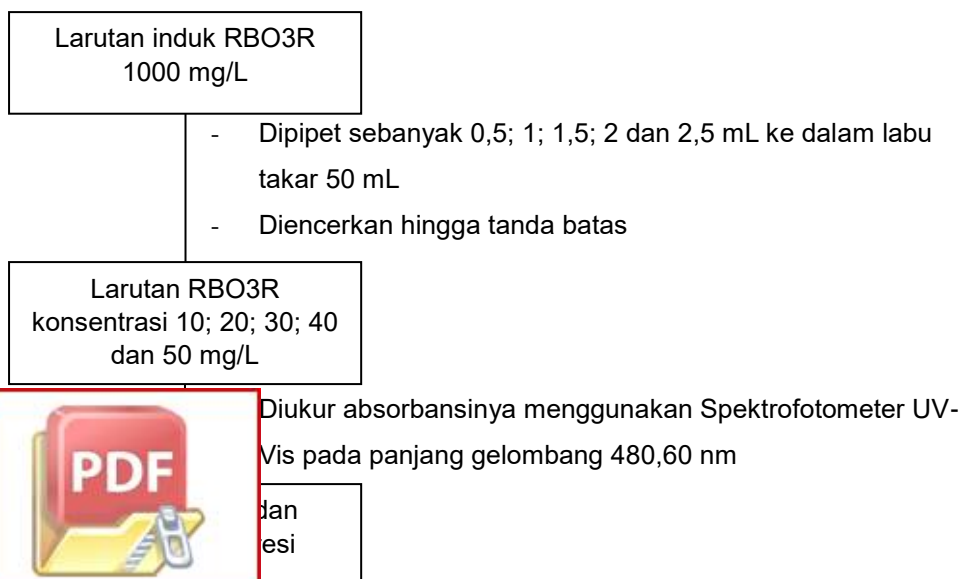 Larutan induk RBO3R
1000 mg/L
- Dipipet sebanyak 0,5; 1; 1,5; 2 dan 2,5 mL ke dalam labu
takar 50 mL
- Diencerkan hingga tanda batas
Larutan RBO3R
konsentrasi 10; 20; 30; 40
dan 50 mg/L
Diukur absorbansinya menggunakan Spektrofotometer UV-
Vis pada panjang gelombang 480,60 nm
PDF
dan